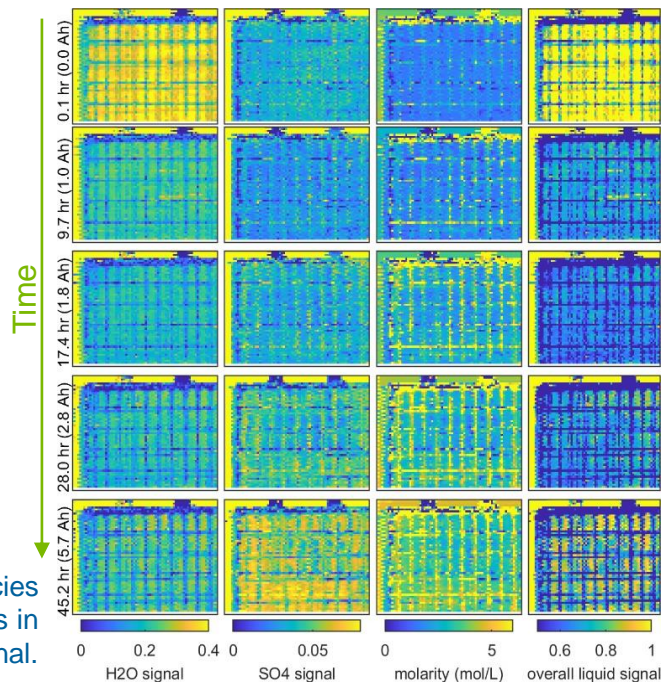 Time
0.1 hr (0.0 Ah)
9.7 hr (1.0 Ah)
17.4 hr (1.8 Ah)
28.0 hr (2.8 Ah)
45.2 hr (5.7 Ah)
cies
s in
nal.
0 0.2 0.4
0 0.05
0 5
0.6 0.8 1
H2O signal
SO4 signal
molarity (mol/L)
overall liquid signal